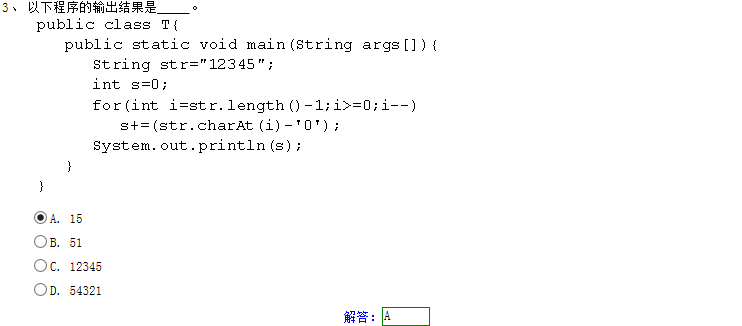 3、以下程序的输出结果是____。
public class T{
public static void main(String args[]){
String str="12345";
int s=0;
for(int i=str.length()-1;i>=0;i--)
s+=(str.charAt(i)-'0');
System.out.println(s);
}
}
A. 15
B. 51
C. 12345
D. 54321
解答：A